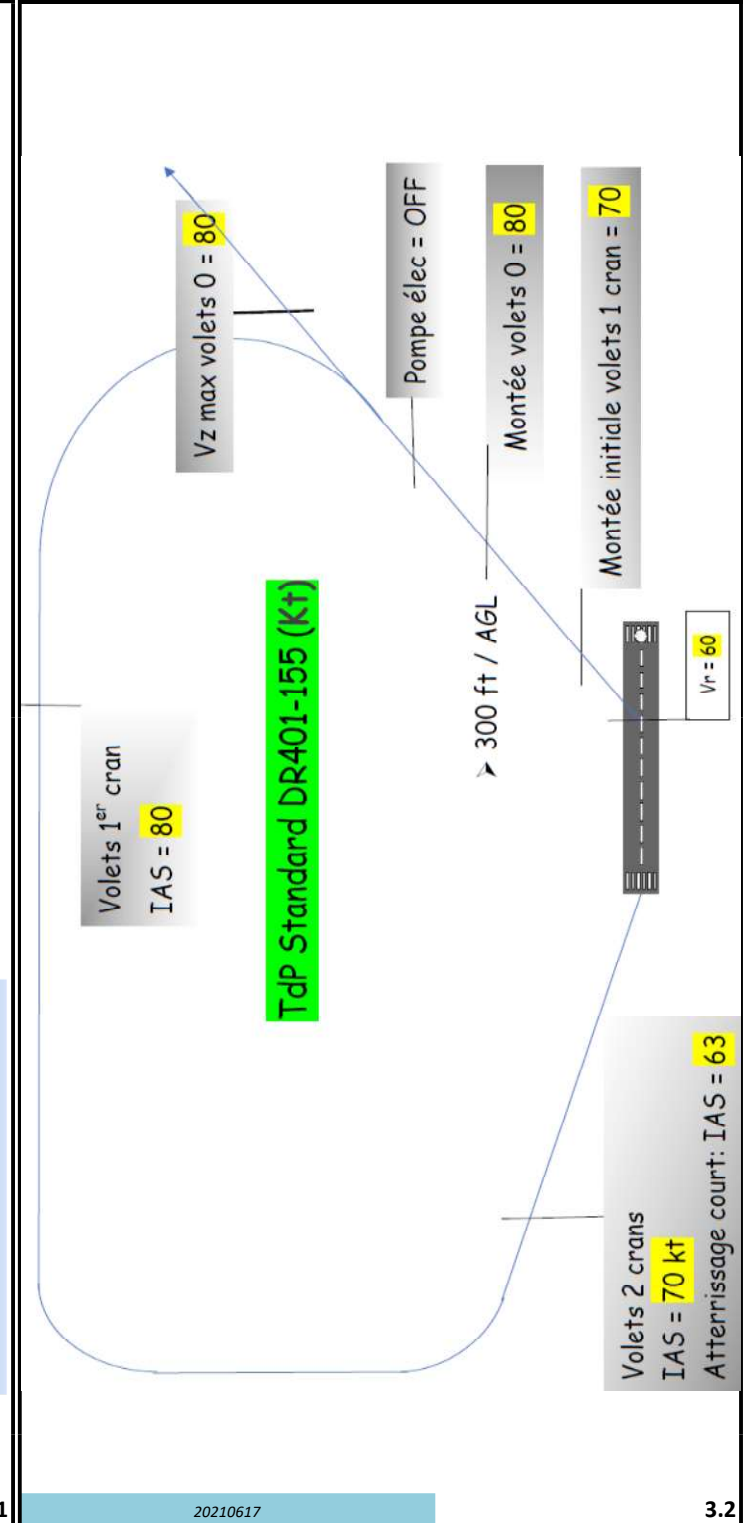 TdP Standard DR401-155 (Kt)
Volets 1er cran
IAS = 80
Vz max volets 0 = 80
Pompe élec = OFF
Montée volets 0 = 80
➤ 300 ft / AGL
Montée initiale volets 1 cran = 70
Vr = 60
Volets 2 crans
IAS = 70 kt
Atterrissage court: IAS = 63
1
20210617
3.2